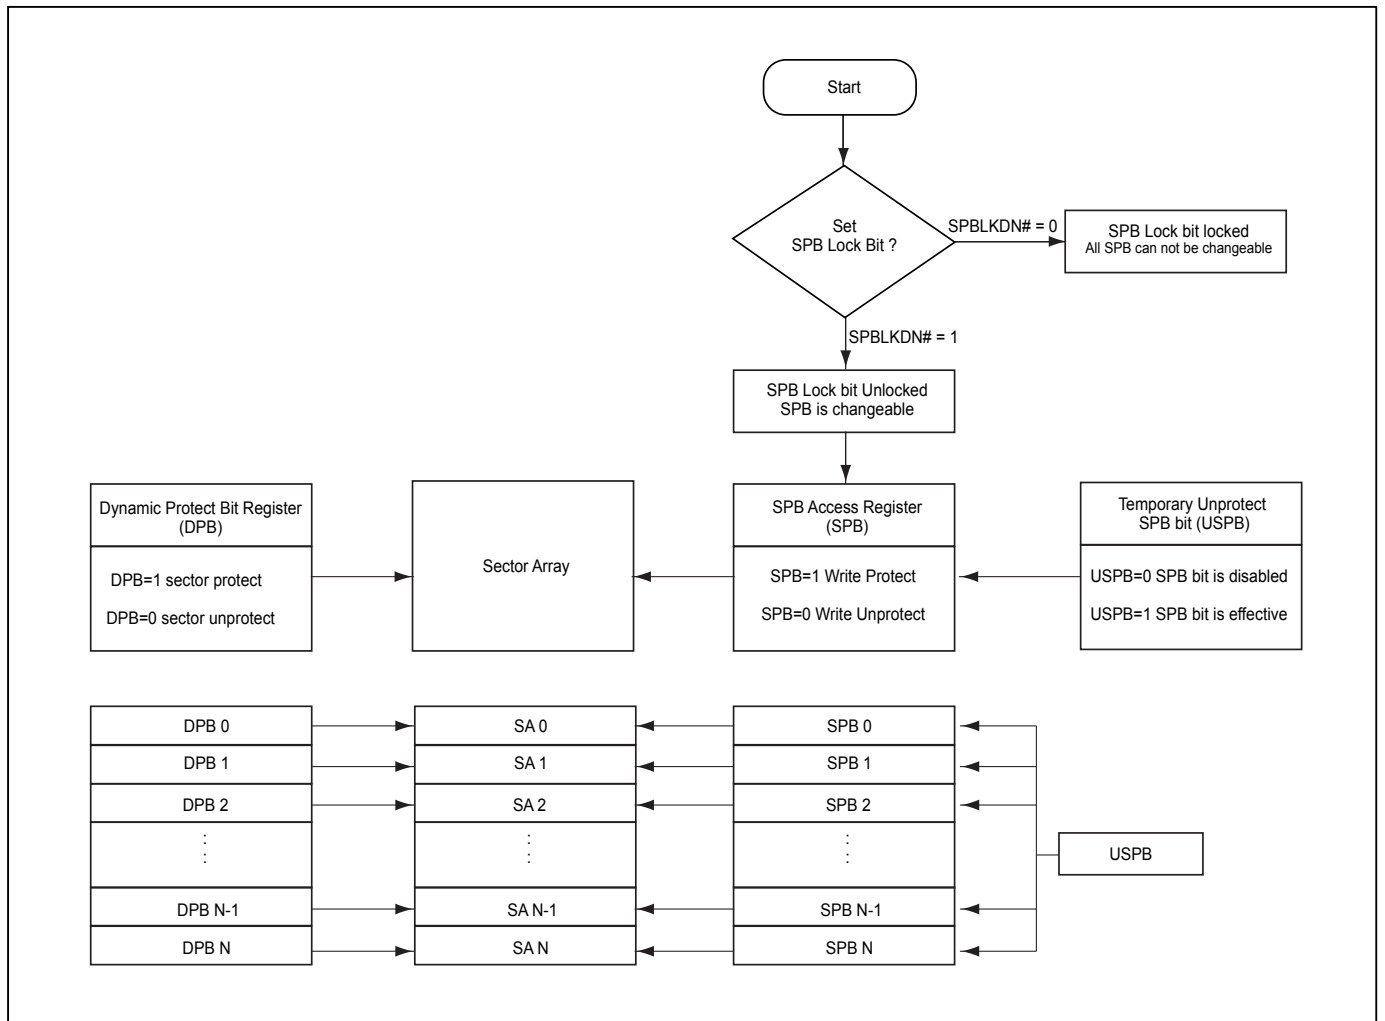 Start
Set
SPB Lock Bit ?
SPBLKDN# = 0
SPB Lock bit locked
All SPB can not be changeable
SPBLKDN# = 1
SPB Lock bit Unlocked
SPB is changeable
Dynamic Protect Bit Register
(DPB)
DPB=1 sector protect
DPB=0 sector unprotect
Sector Array
SPB Access Register
(SPB)
SPB=1 Write Protect
SPB=0 Write Unprotect
Temporary Unprotect
SPB bit (USPB)
USPB=0 SPB bit is disabled
USPB=1 SPB bit is effective
DPB 0
SA 0
SPB 0
DPB 1
SA 1
SPB 1
DPB 2
SA 2
SPB 2
USPB
DPB N-1
SA N-1
SPB N-1
DPB N
SA N
SPB N